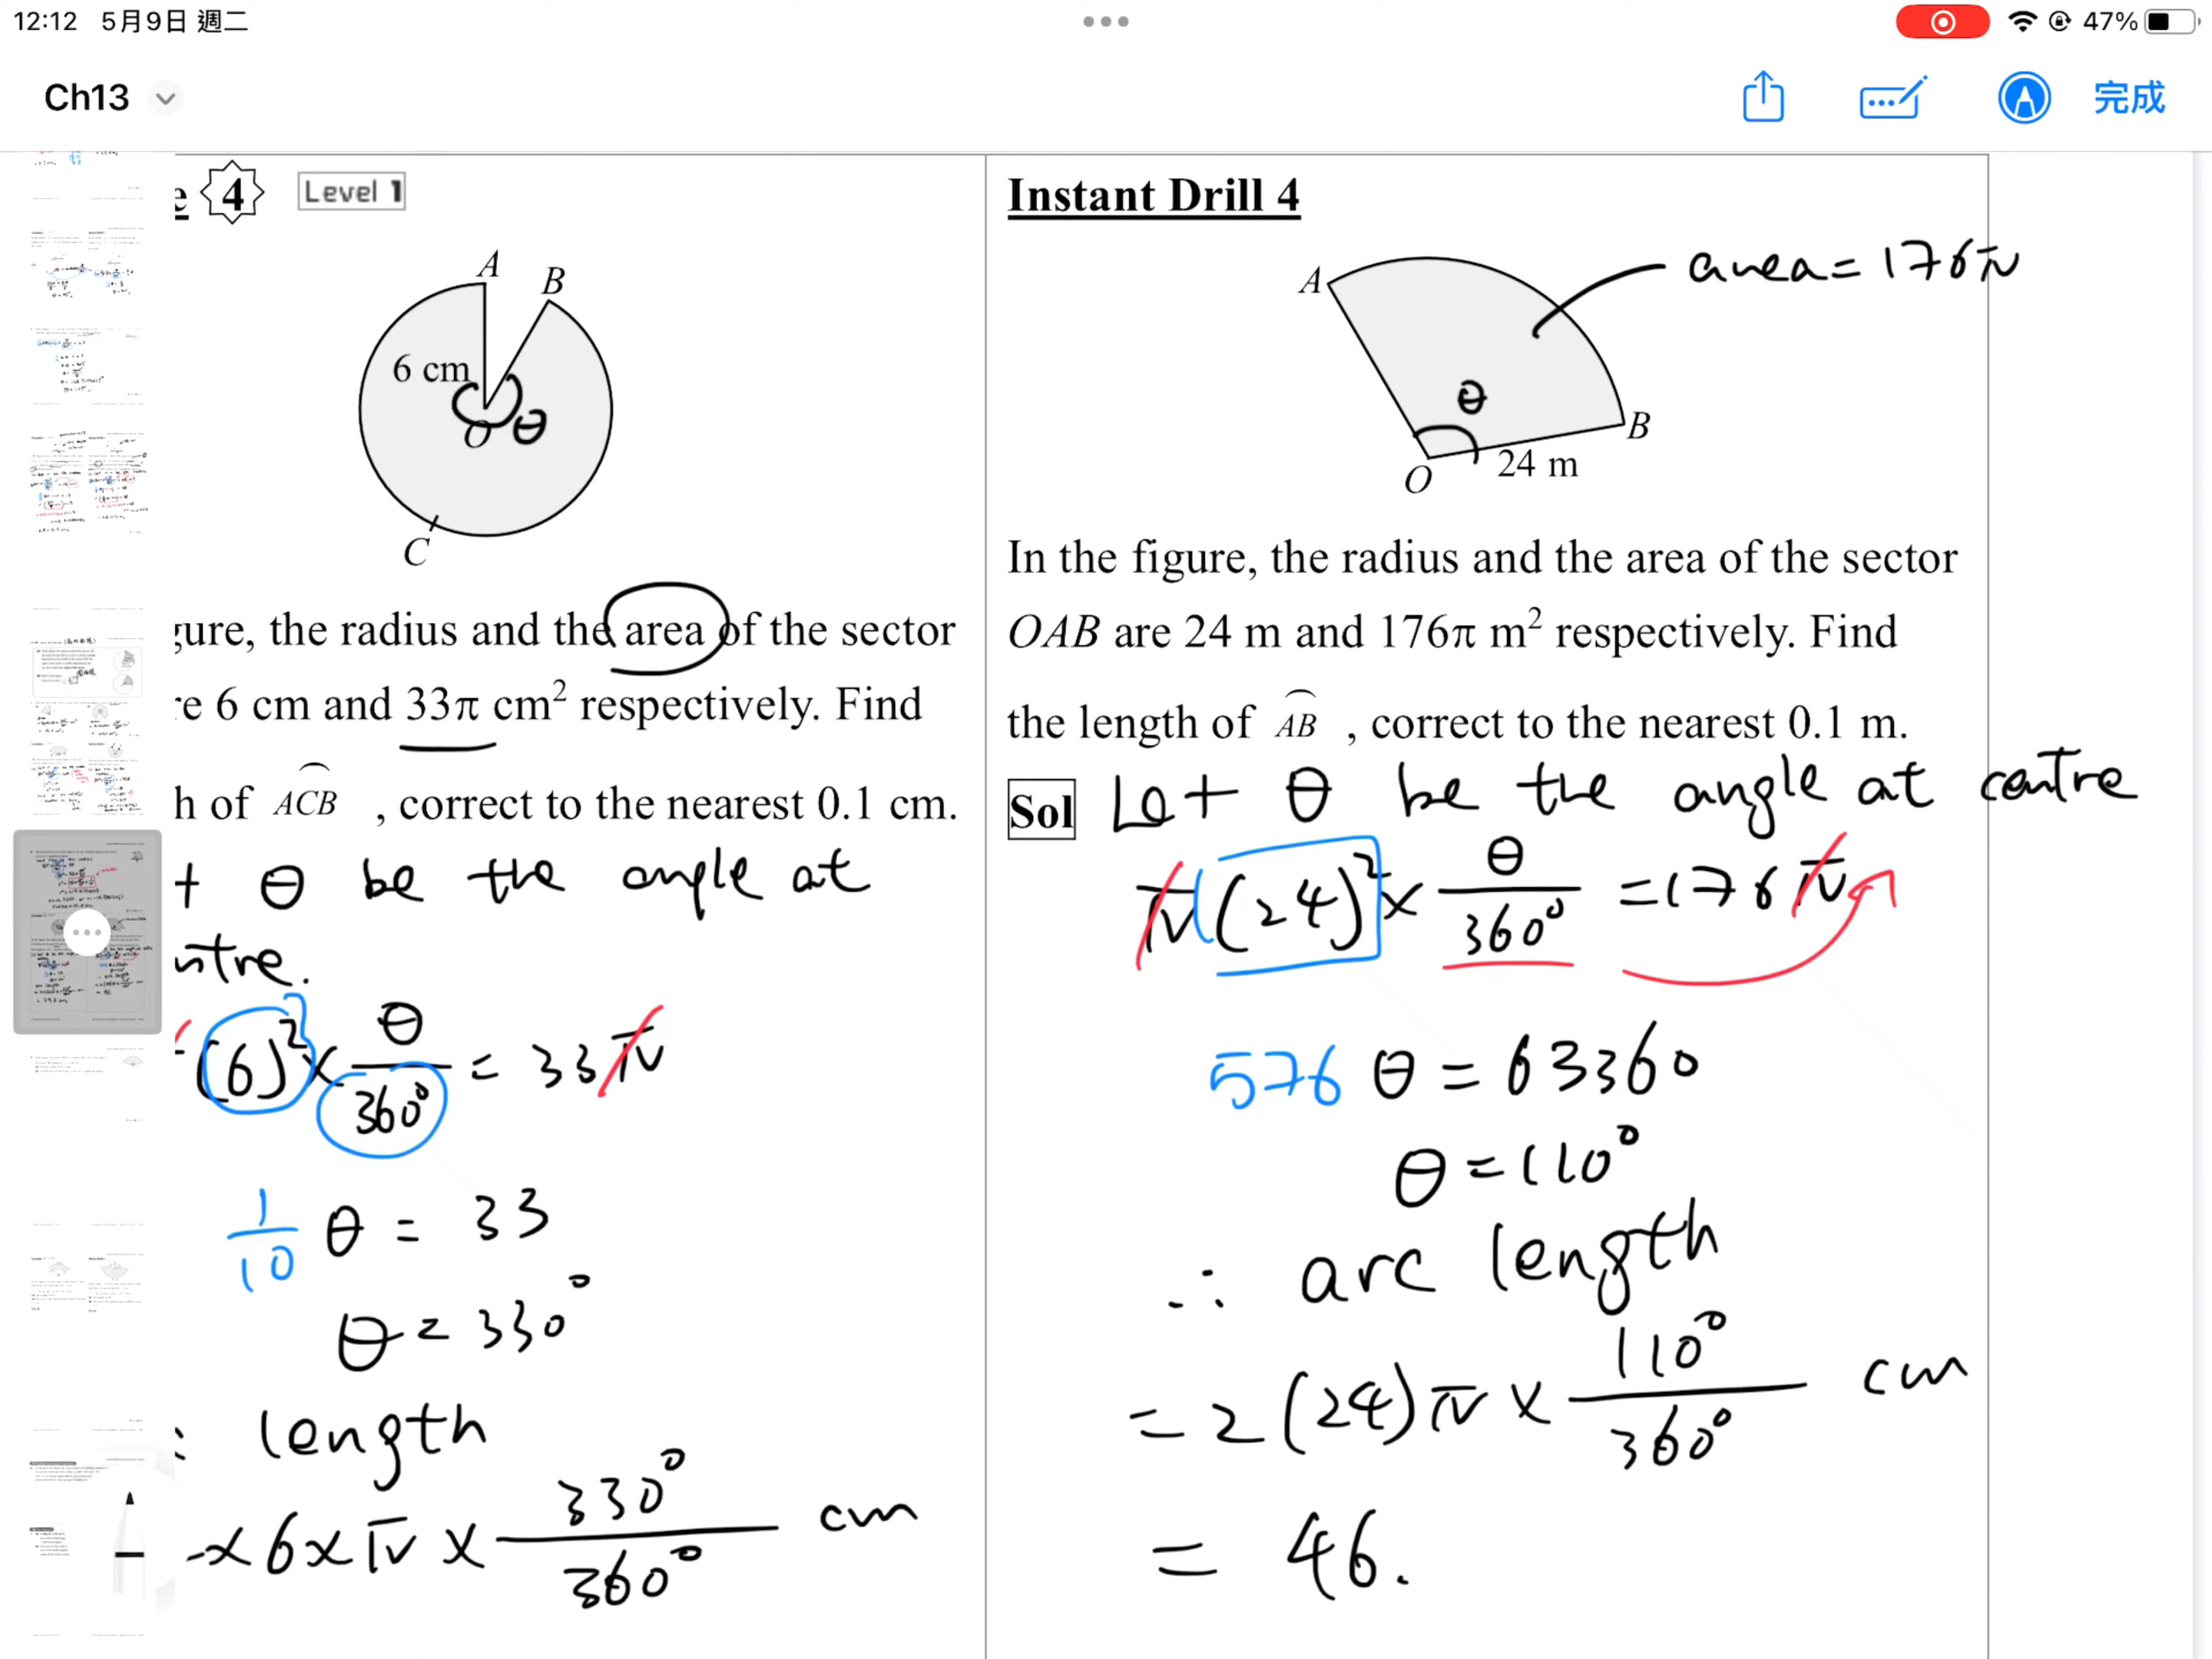 12:12 5月9日 週二
47%
Ch13
完成
e 4 Level 1
A
B
6 cm
O θ
C
gure, the radius and the area of the sector
re 6 cm and 33π cm² respectively. Find
h of ACB , correct to the nearest 0.1 cm.
t θ be the angle at
ntre.
(6)² × θ/360° = 33π
1/10 θ = 33
θ = 330°
length
× 6 × π × 330°/360° cm
Instant Drill 4
area = 176π
A
θ
B
O
24 m
In the figure, the radius and the area of the sector
OAB are 24 m and 176π m² respectively. Find
the length of AB , correct to the nearest 0.1 m.
Sol Let θ be the angle at centre
π(24)² × θ/360° = 176π
576 θ = 63360
θ = 110°
∴ arc length
= 2(24)π × 110°/360° cm
= 46.